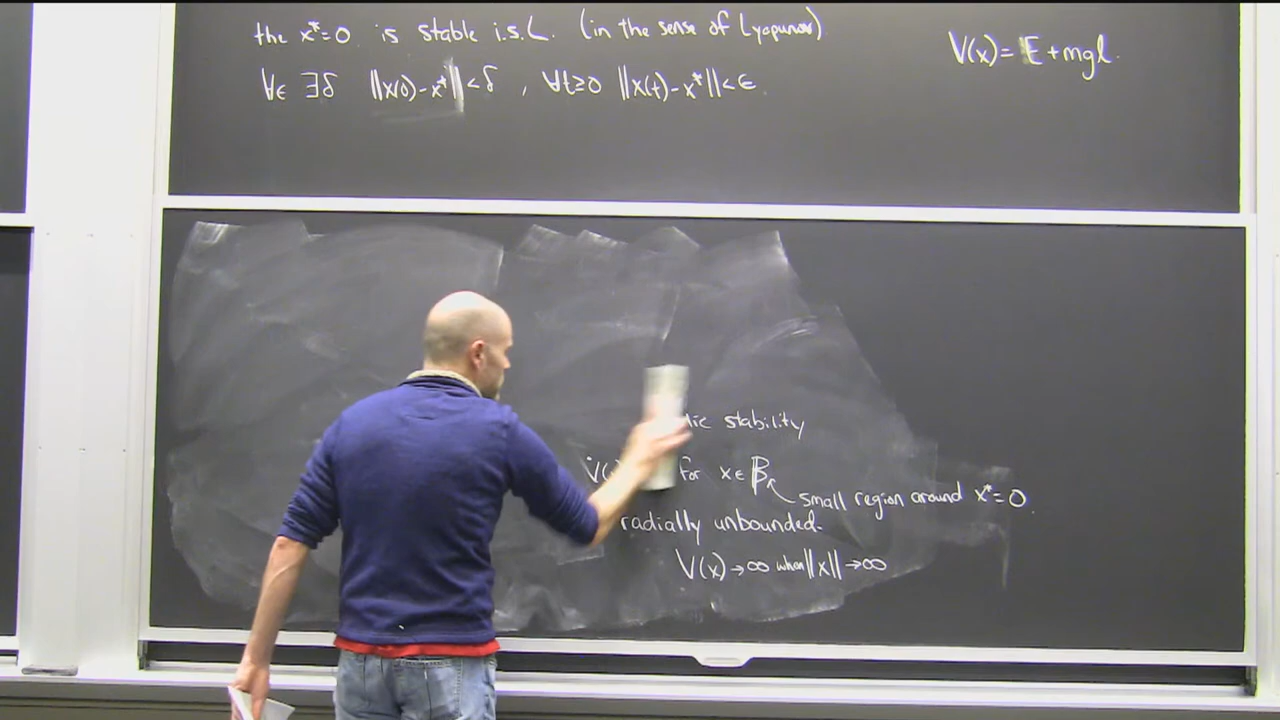 the x*=0 is stable i.s.L. (in the sense of Lyapunov)
∀ε ∃δ ||x(0)-x*||<δ , ∀t≥0 ||x(t)-x*||<ε
V(x)= E+mgl.
stability
for x∈B
small region around x*=0.
radially unbounded.
V(x)→∞ when ||x||→∞